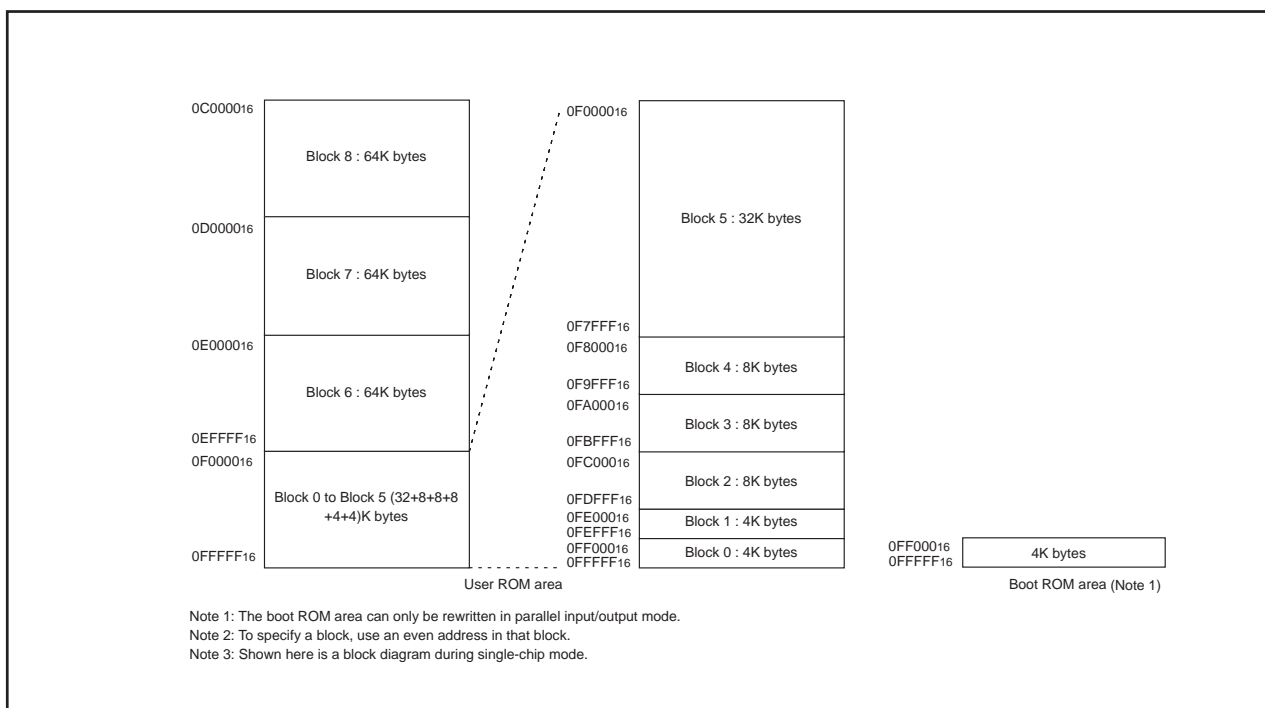 0C000016
Block 8 : 64K bytes
0D000016
Block 7 : 64K bytes
0E000016
Block 6 : 64K bytes
0EFFFF16
0F000016
Block 0 to Block 5 (32+8+8+8
+4+4)K bytes
0FFFFF16
0F000016
Block 5 : 32K bytes
0F7FFF16
0F800016
Block 4 : 8K bytes
0F9FFF16
0FA00016
Block 3 : 8K bytes
0FBFFF16
0FC00016
Block 2 : 8K bytes
0FDFFF16
0FE00016
Block 1 : 4K bytes
0FEFFF16
0FF00016
Block 0 : 4K bytes
0FFFFF16
User ROM area
0FF00016
4K bytes
0FFFFF16
Boot ROM area (Note 1)
Note 1: The boot ROM area can only be rewritten in parallel input/output mode.
Note 2: To specify a block, use an even address in that block.
Note 3: Shown here is a block diagram during single-chip mode.